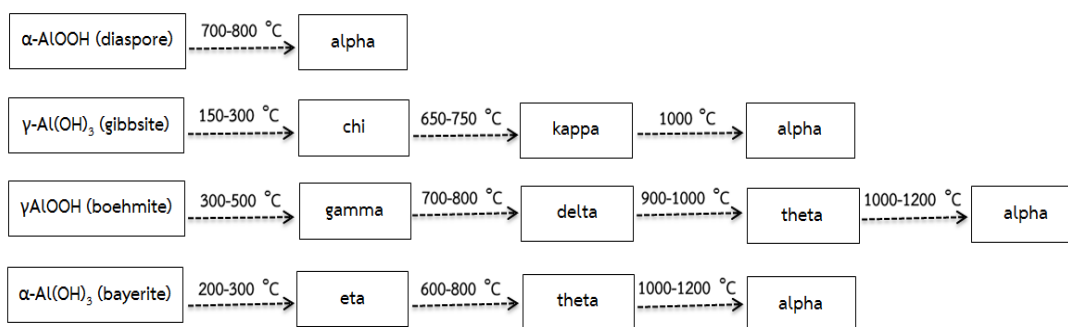 α-AlOOH (diaspore) 700-800 °C alpha
γ-Al(OH)₃ (gibbsite) 150-300 °C chi 650-750 °C kappa 1000 °C alpha
γAlOOH (boehmite) 300-500 °C gamma 700-800 °C delta 900-1000 °C theta 1000-1200 °C alpha
α-Al(OH)₃ (bayerite) 200-300 °C eta 600-800 °C theta 1000-1200 °C alpha